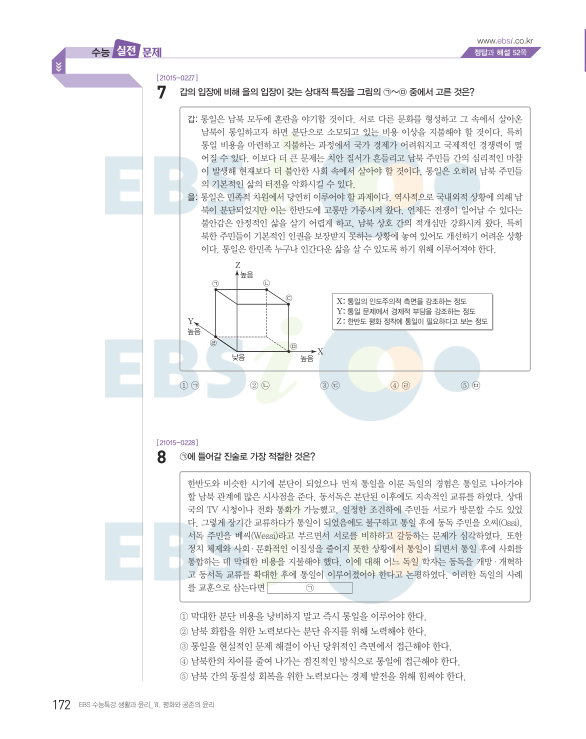 www.ebsi.co.kr
수능 실전 문제
정답과 해설 52쪽
[21015-0227]
7 갑의 입장에 비해 을의 입장이 갖는 상대적 특징을 그림의 ㉠~㉤ 중에서 고른 것은?
갑: 통일은 남북 모두에 혼란을 야기할 것이다. 서로 다른 문화를 형성하고 그 속에서 살아온
남북이 통일하고자 하면 분단으로 소모되고 있는 비용 이상을 지불해야 할 것이다. 특히
통일 비용을 마련하고 지불하는 과정에서 국가 경제가 어려워지고 국제적인 경쟁력이 떨
어질 수 있다. 이보다 더 큰 문제는 치안 질서가 흔들리고 남북 주민들 간의 심리적인 마찰
이 발생해 현재보다 더 불안한 사회 속에서 살아야 할 것이다. 통일은 오히려 남북 주민들
의 기본적인 삶의 터전을 악화시킬 수 있다.
을: 통일은 민족적 차원에서 당연히 이루어야 할 과제이다. 역사적으로 국내외적 상황에 의해 남
북이 분단되었지만 이는 한반도에 고통만 가중시켜 왔다. 언제든 전쟁이 일어날 수 있다는
불안감은 안정적인 삶을 살기 어렵게 하고, 남북 상호 간의 적개심만 강화시켜 왔다. 특히
북한 주민들이 기본적인 인권을 보장받지 못하는 상황에 놓여 있어도 개선하기 어려운 상황
이다. 통일은 한민족 누구나 인간다운 삶을 살 수 있도록 하기 위해 이루어져야 한다.
Z
높음
㉠
㉡
㉢
Y
높음
㉣
㉤
X
낮음
높음
X: 통일의 인도주의적 측면을 강조하는 정도
Y: 통일 문제에서 경제적 부담을 강조하는 정도
Z: 한반도 평화 정착에 통일이 필요하다고 보는 정도
① ㉠ ② ㉡ ③ ㉢ ④ ㉣ ⑤ ㉤
[21015-0228]
8 ㉠에 들어갈 진술로 가장 적절한 것은?
한반도와 비슷한 시기에 분단이 되었으나 먼저 통일을 이룬 독일의 경험은 통일로 나아가야
할 남북 관계에 많은 시사점을 준다. 동서독은 분단된 이후에도 지속적인 교류를 하였다. 상대
국의 TV 시청이나 전화 통화가 가능했고, 일정한 조건하에 주민들 서로가 방문할 수도 있었
다. 그렇게 장기간 교류하다가 통일이 되었음에도 불구하고 통일 후에 동독 주민을 오씨(Ossi),
서독 주민을 베씨(Wessi)라고 부르면서 서로를 비하하고 갈등하는 문제가 심각하였다. 또한
정치 체제와 사회·문화적인 이질성을 줄이지 못한 상황에서 통일이 되면서 통일 후에 사회를
통합하는 데 막대한 비용을 지불해야 했다. 이에 대해 어느 독일 학자는 동독을 개방·개혁하
고 동서독 교류를 확대한 후에 통일이 이루어졌어야 한다고 논평하였다. 이러한 독일의 사례
를 교훈으로 삼는다면 ㉠
① 막대한 분단 비용을 낭비하지 말고 즉시 통일을 이루어야 한다.
② 남북 화합을 위한 노력보다는 분단 유지를 위해 노력해야 한다.
③ 통일을 현실적인 문제 해결이 아닌 당위적인 측면에서 접근해야 한다.
④ 남북한의 차이를 줄여 나가는 점진적인 방식으로 통일에 접근해야 한다.
⑤ 남북 간의 동질성 회복을 위한 노력보다는 경제 발전을 위해 힘써야 한다.
172 EBS 수능특강 생활과 윤리_Ⅵ. 평화와 공존의 윤리
EBSi
EBSi